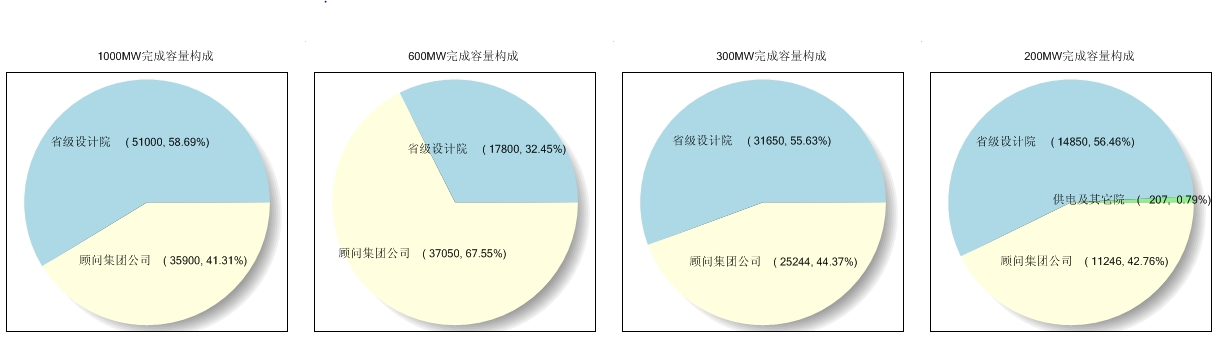 1000MW完成容量构成
省级设计院 ( 51000, 58.69%)
顾问集团公司 ( 35900, 41.31%)
600MW完成容量构成
省级设计院 ( 17800, 32.45%)
顾问集团公司 ( 37050, 67.55%)
300MW完成容量构成
省级设计院 ( 31650, 55.63%)
顾问集团公司 ( 25244, 44.37%)
200MW完成容量构成
省级设计院 ( 14850, 56.46%)
供电及其它院 ( 207, 0.79%)
顾问集团公司 ( 11246, 42.76%)